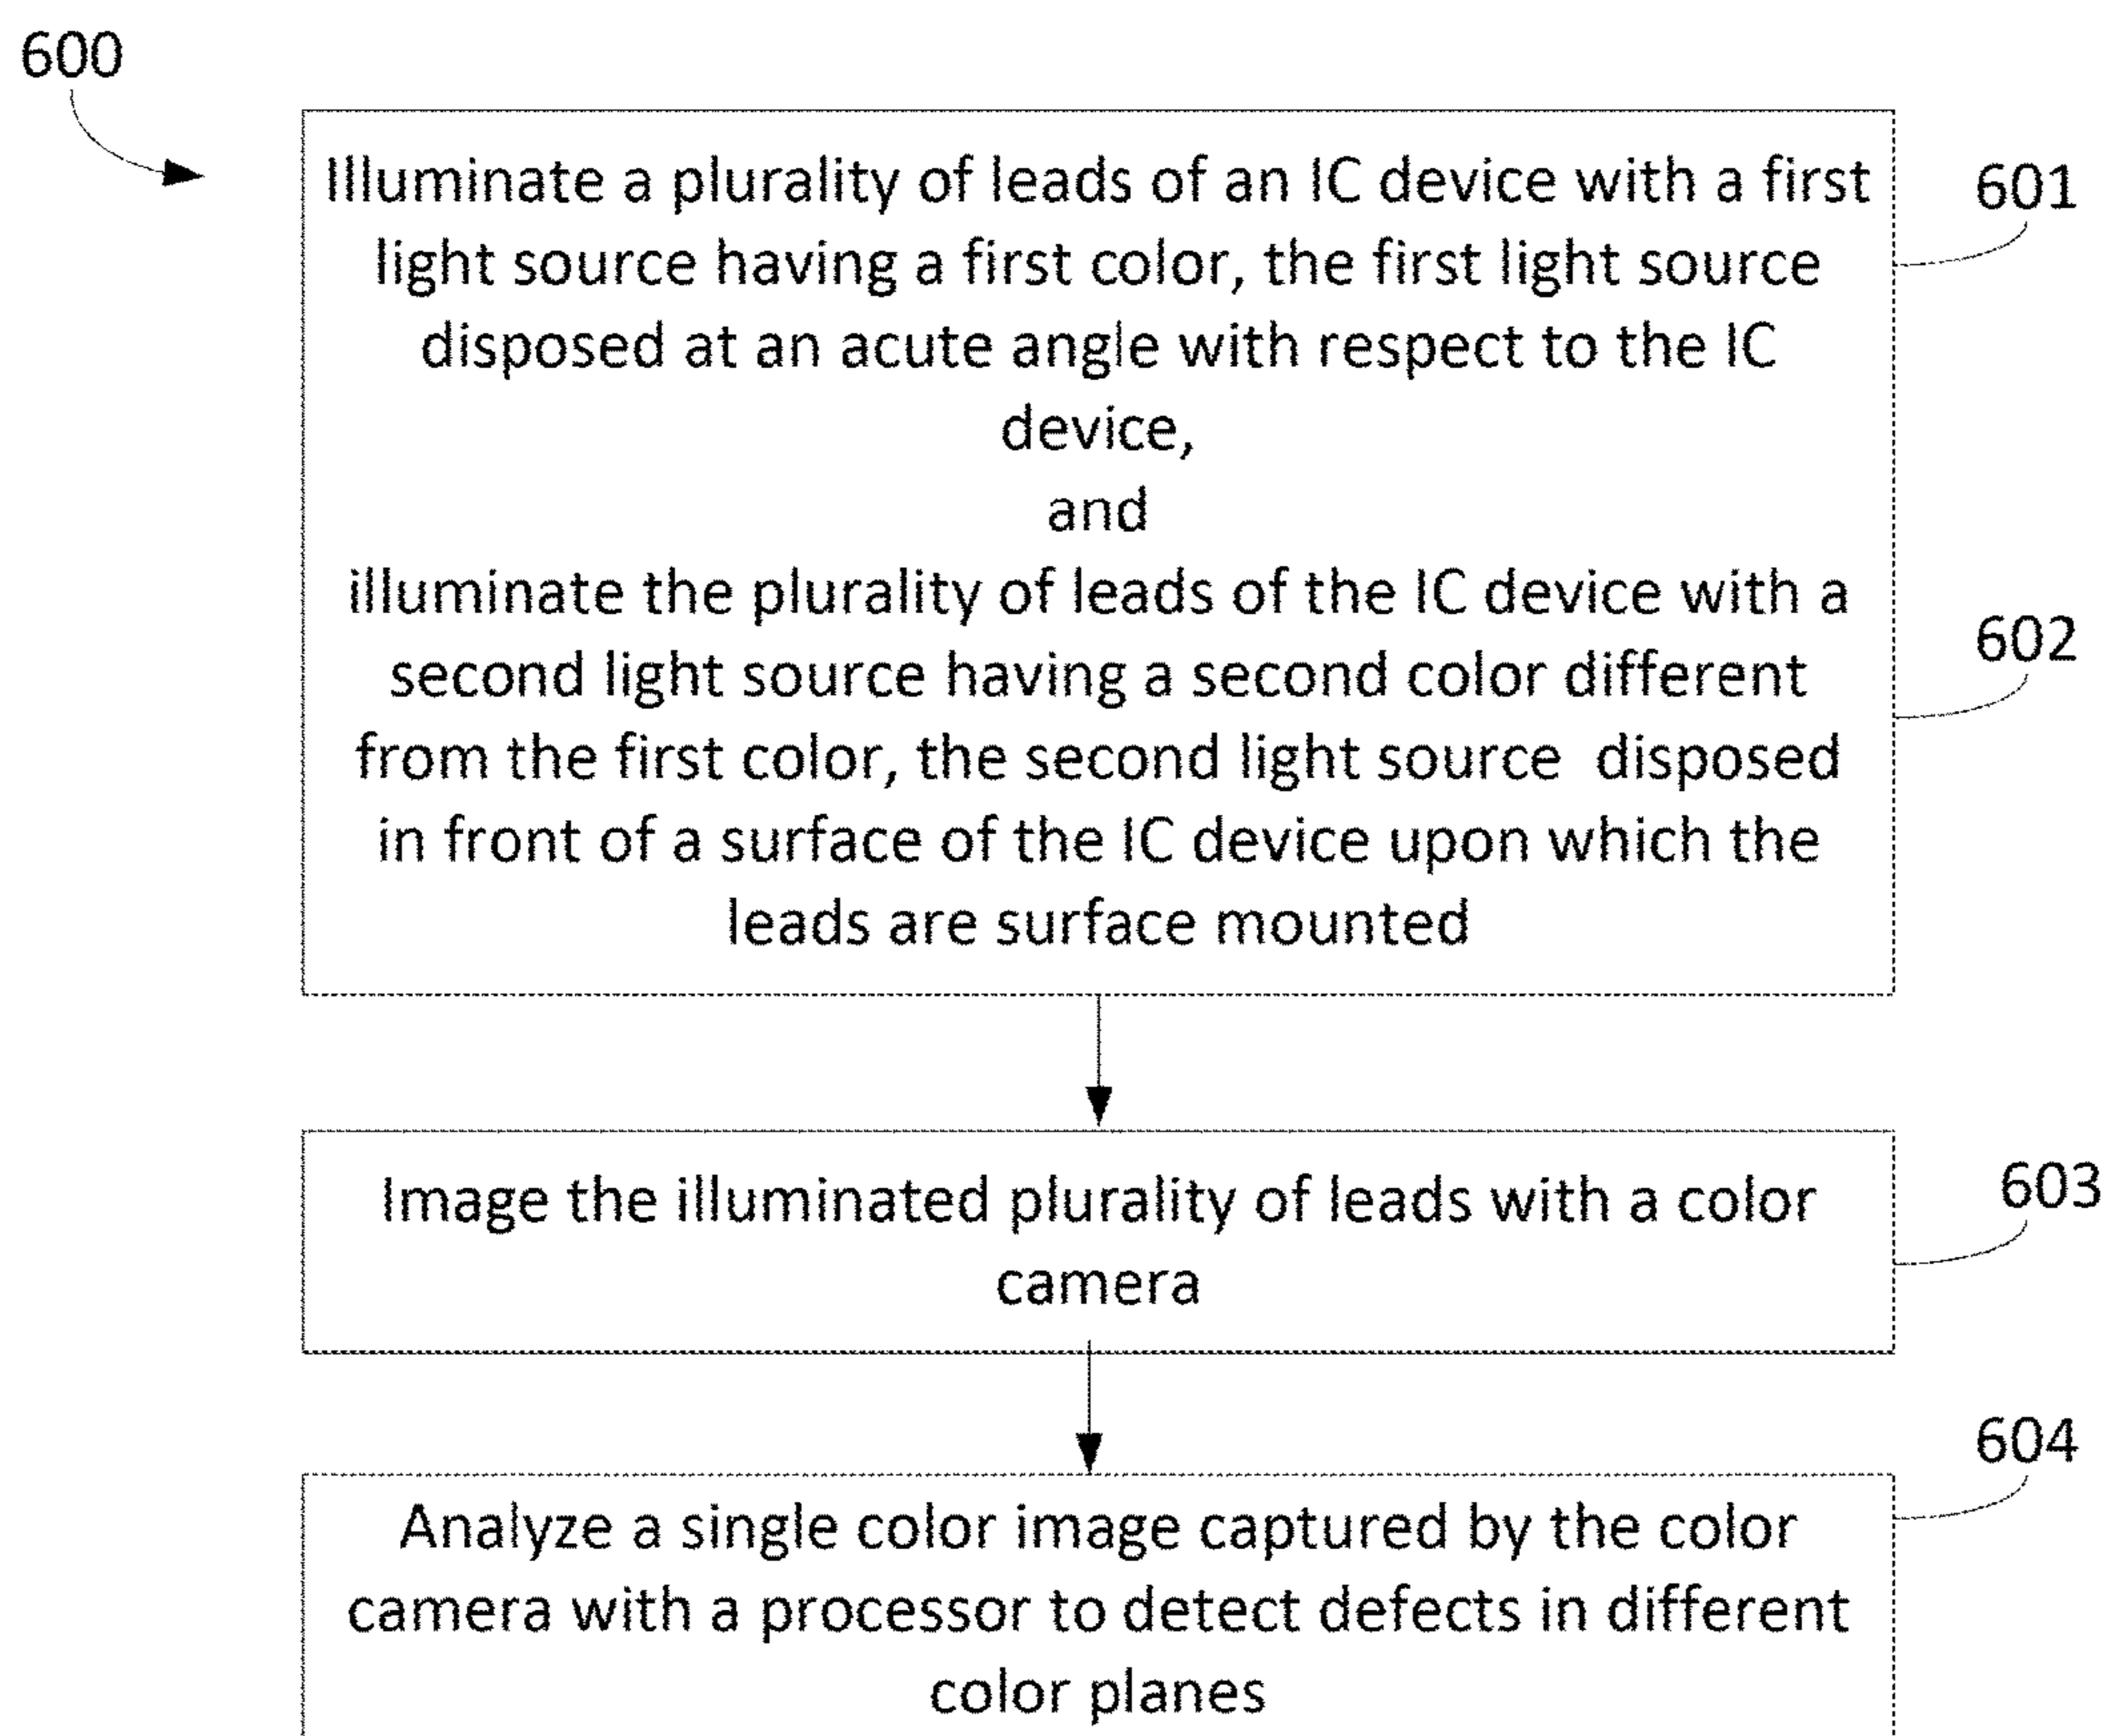 600
Illuminate a plurality of leads of an IC device with a first
601
light source having a first color, the first light source
disposed at an acute angle with respect to the IC
device,
and
illuminate the plurality of leads of the IC device with a
602
second light source having a second color different
from the first color, the second light source disposed
in front of a surface of the IC device upon which the
leads are surface mounted
Image the illuminated plurality of leads with a color
603
camera
604
Analyze a single color image captured by the color
camera with a processor to detect defects in different
color planes